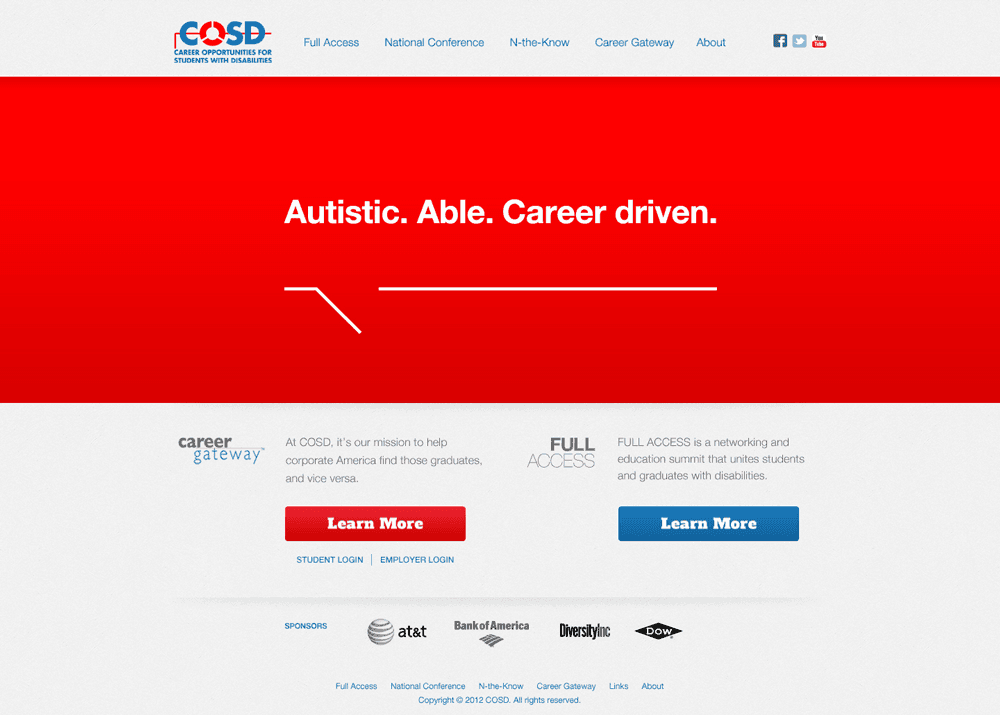 COSD
CAREER OPPORTUNITIES FOR
STUDENTS WITH DISABILITIES
Full Access National Conference N-the-Know Career Gateway About
You
Tube
Autistic. Able. Career driven.
career
gateway™
At COSD, it's our mission to help
corporate America find those graduates,
and vice versa.
Learn More
STUDENT LOGIN | EMPLOYER LOGIN
FULL
ACCESS
FULL ACCESS is a networking and
education summit that unites students
and graduates with disabilities.
Learn More
SPONSORS
at&t
Bank of America
DiversityInc
Dow
Full Access National Conference N-the-Know Career Gateway Links About
Copyright © 2012 COSD. All rights reserved.